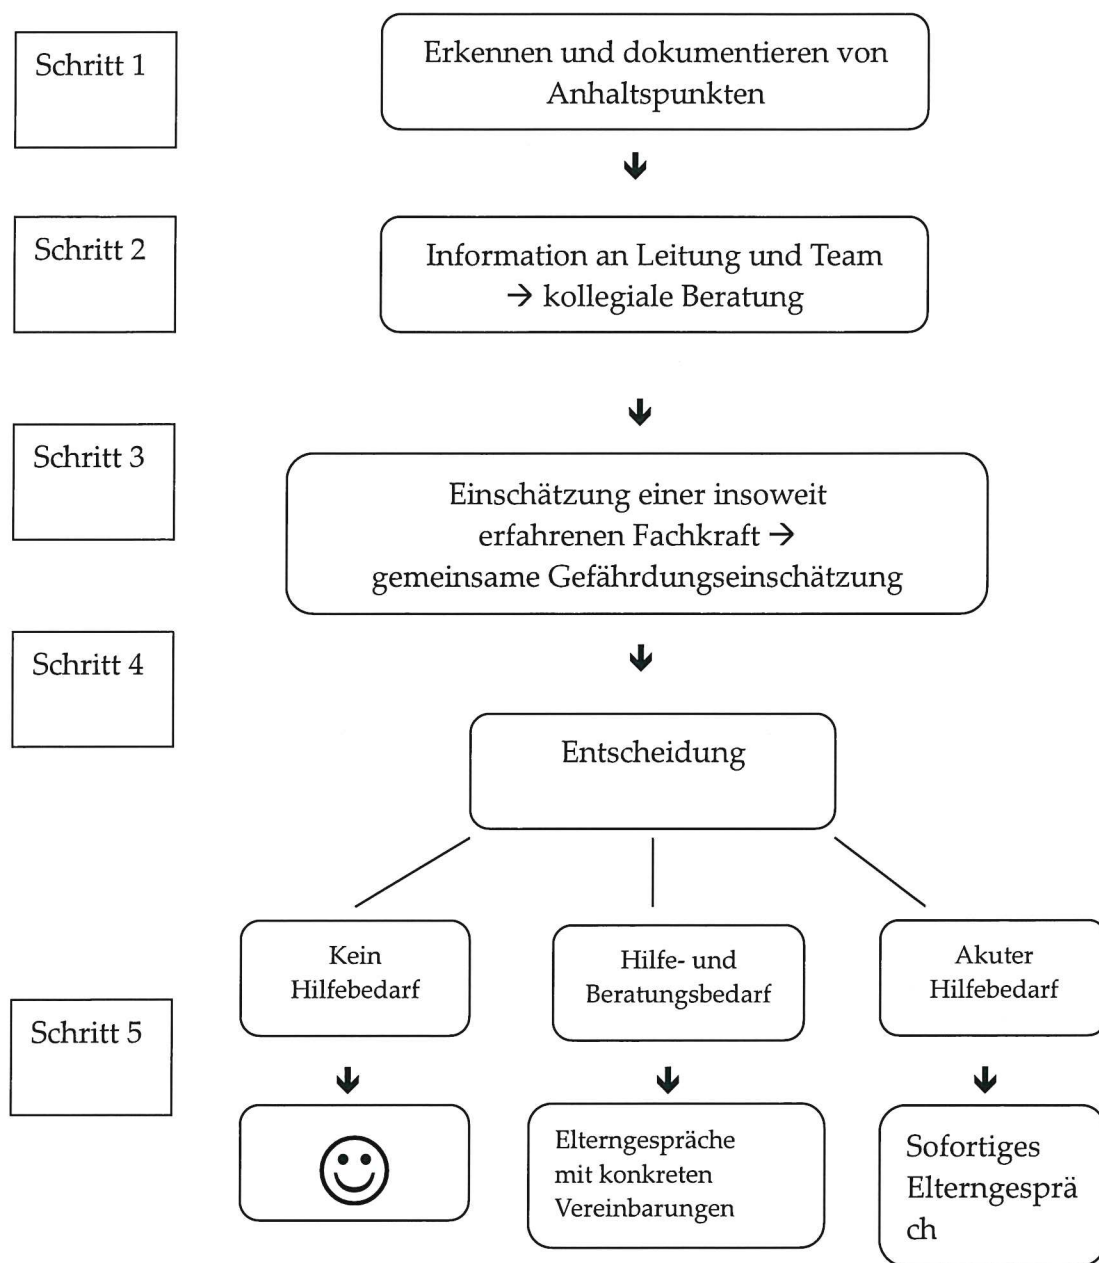 Schritt 1
Erkennen und dokumentieren von
Anhaltspunkten
Schritt 2
Information an Leitung und Team
→ kollegiale Beratung
Schritt 3
Einschätzung einer insoweit
erfahrenen Fachkraft →
gemeinsame Gefährdungseinschätzung
Schritt 4
Entscheidung
Kein
Hilfebedarf
Hilfe- und
Beratungsbedarf
Akuter
Hilfebedarf
Schritt 5
Elterngespräche
mit konkreten
Vereinbarungen
Sofortiges
Elterngesprä
ch